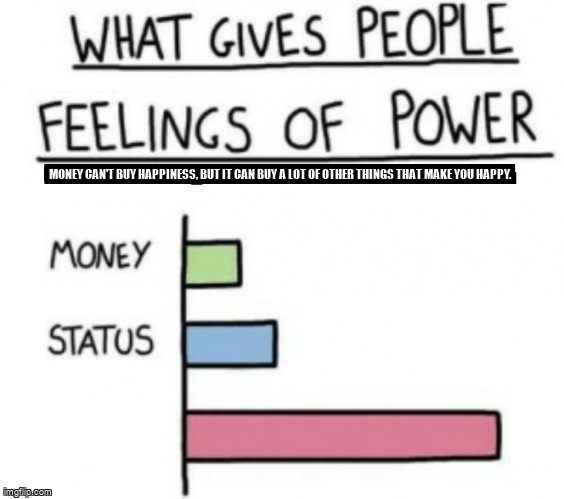 WHAT GIVES PEOPLE
FEELINGS OF POWER
MONEY CAN'T BUY HAPPINESS, BUT IT CAN BUY A LOT OF OTHER THINGS THAT MAKE YOU HAPPY.
MONEY
STATUS
imgflip.com